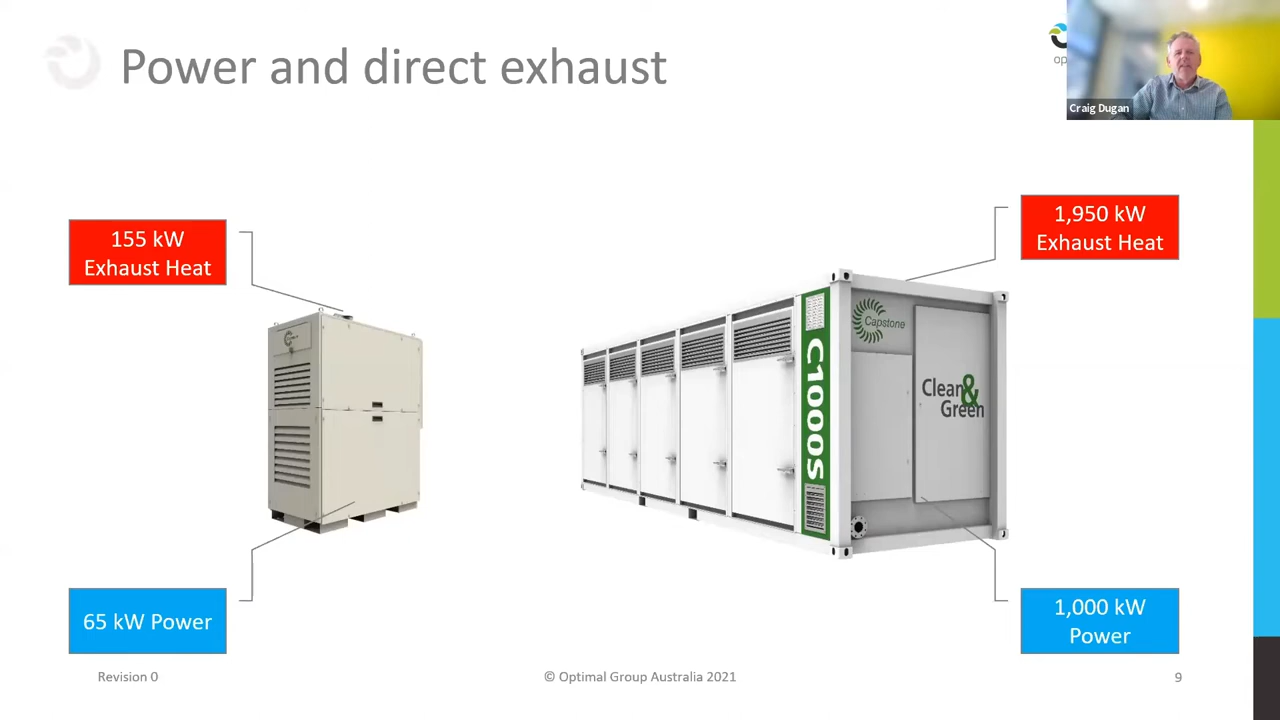 Power and direct exhaust
op
Craig Dugan
155 kW
Exhaust Heat
1,950 kW
Exhaust Heat
Capstone
C1000S
Clean&
Green
65 kW Power
1,000 kW
Power
Revision 0
© Optimal Group Australia 2021
9